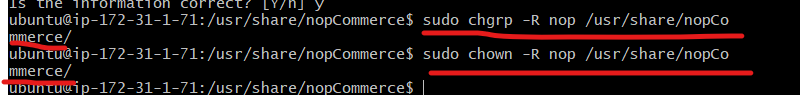 Is the information correct? [Y/n] y
ubuntu@ip-172-31-1-71:/usr/share/nopCommerce$ sudo chgrp -R nop /usr/share/nopCo
mmerce/
ubuntu@ip-172-31-1-71:/usr/share/nopCommerce$ sudo chown -R nop /usr/share/nopCo
mmerce/
ubuntu@ip-172-31-1-71:/usr/share/nopCommerce$